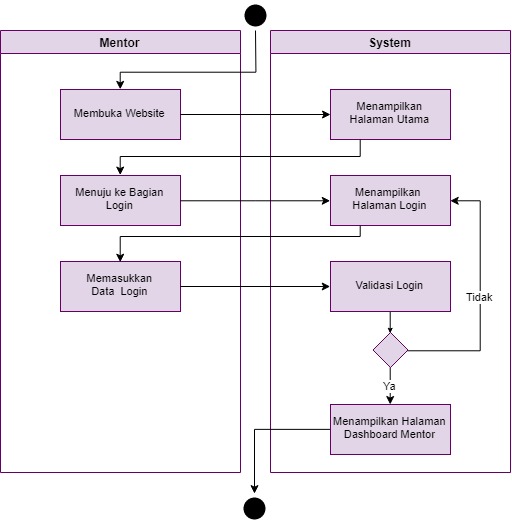 Mentor
System
Membuka Website
Menampilkan
Halaman Utama
Menuju ke Bagian
Login
Menampilkan
Halaman Login
Memasukkan
Data Login
Validasi Login
Tidak
Ya
Menampilkan Halaman
Dashboard Mentor